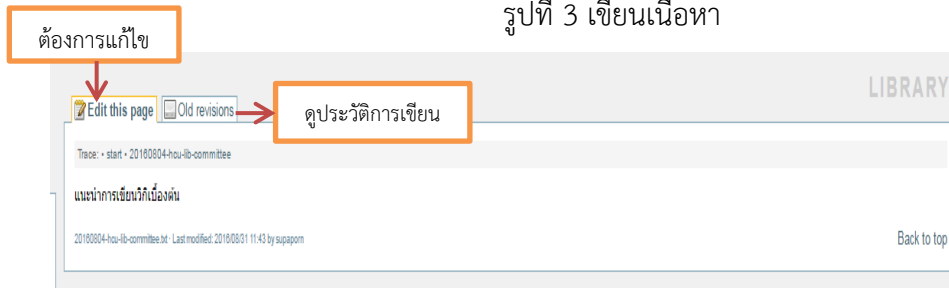 รูปที่ 3 เขียนเนื้อหา
ต้องการแก้ไข
LIBRARY
Edit this page
Old revisions
ดูประวัติการเขียน
Trace: • start • 20160804-hcu-lib-committee
แนะนำการเขียนวิกิเบื้องต้น
20160804-hcu-lib-committee.txt · Last modified: 2016/08/31 11:43 by supaporn
Back to top